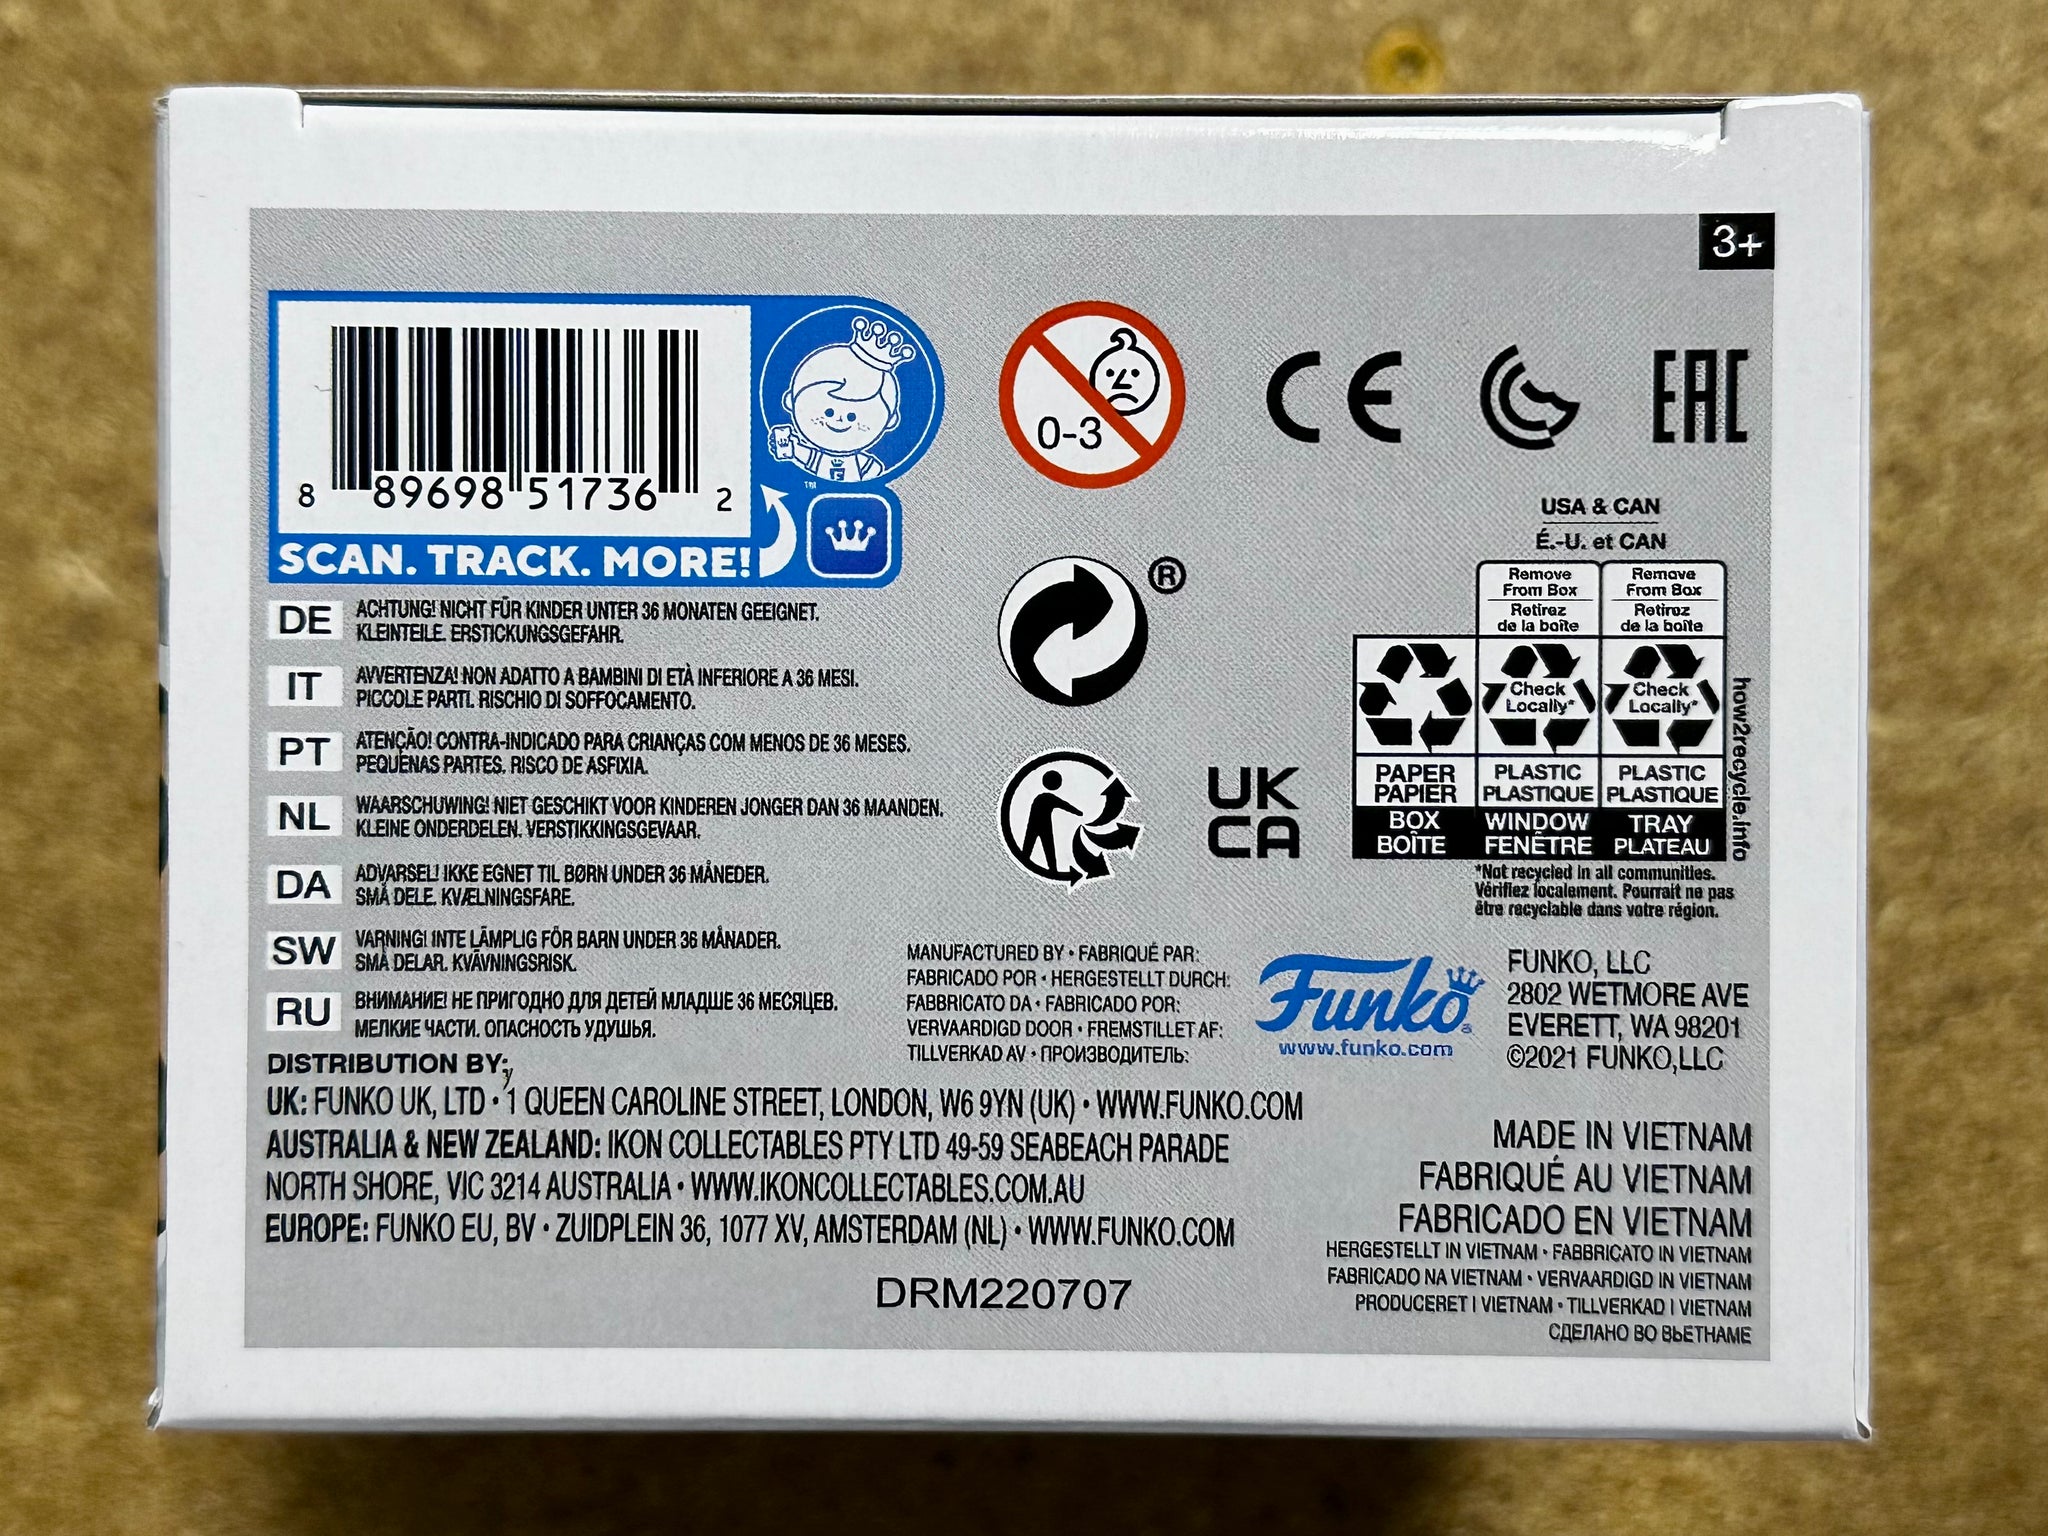 3+
8 89698 51736 2
SCAN. TRACK. MORE!
™
0-3
CE
EAC
®
UK
CA
USA & CAN
É.-U. et CAN
Remove
From Box
Retirez
de la boîte
Remove
From Box
Retirez
de la boîte
Check
Locally*
Check
Locally*
PAPER
PAPIER
PLASTIC
PLASTIQUE
PLASTIC
PLASTIQUE
BOX
BOÎTE
WINDOW
FENÊTRE
TRAY
PLATEAU
how2recycle.info
*Not recycled in all communities.
Vérifiez localement. Pourrait ne pas
être recyclable dans votre région.
DE ACHTUNG! NICHT FÜR KINDER UNTER 36 MONATEN GEEIGNET.
KLEINTEILE. ERSTICKUNGSGEFAHR.
IT AVVERTENZA! NON ADATTO A BAMBINI DI ETÀ INFERIORE A 36 MESI.
PICCOLE PARTI. RISCHIO DI SOFFOCAMENTO.
PT ATENÇÃO! CONTRA-INDICADO PARA CRIANÇAS COM MENOS DE 36 MESES.
PEQUENAS PARTES. RISCO DE ASFIXIA.
NL WAARSCHUWING! NIET GESCHIKT VOOR KINDEREN JONGER DAN 36 MAANDEN.
KLEINE ONDERDELEN. VERSTIKKINGSGEVAAR.
DA ADVARSEL! IKKE EGNET TIL BØRN UNDER 36 MÅNEDER.
SMÅ DELE. KVÆLNINGSFARE.
SW VARNING! INTE LÄMPLIG FÖR BARN UNDER 36 MÅNADER.
SMÅ DELAR. KVÄVNINGSRISK.
RU ВНИМАНИЕ! НЕ ПРИГОДНО ДЛЯ ДЕТЕЙ МЛАДШЕ 36 МЕСЯЦЕВ.
МЕЛКИЕ ЧАСТИ. ОПАСНОСТЬ УДУШЬЯ.
MANUFACTURED BY • FABRIQUÉ PAR:
FABRICADO POR • HERGESTELLT DURCH:
FABBRICATO DA • FABRICADO POR:
VERVAARDIGD DOOR • FREMSTILLET AF:
TILLVERKAD AV • ПРОИЗВОДИТЕЛЬ:
Funko®
www.funko.com
FUNKO, LLC
2802 WETMORE AVE
EVERETT, WA 98201
©2021 FUNKO,LLC
DISTRIBUTION BY:
UK: FUNKO UK, LTD • 1 QUEEN CAROLINE STREET, LONDON, W6 9YN (UK) • WWW.FUNKO.COM
AUSTRALIA & NEW ZEALAND: IKON COLLECTABLES PTY LTD 49-59 SEABEACH PARADE
NORTH SHORE, VIC 3214 AUSTRALIA • WWW.IKONCOLLECTABLES.COM.AU
EUROPE: FUNKO EU, BV • ZUIDPLEIN 36, 1077 XV, AMSTERDAM (NL) • WWW.FUNKO.COM
DRM220707
MADE IN VIETNAM
FABRIQUÉ AU VIETNAM
FABRICADO EN VIETNAM
HERGESTELLT IN VIETNAM • FABBRICATO IN VIETNAM
FABRICADO NA VIETNAM • VERVAARDIGD IN VIETNAM
PRODUCERET I VIETNAM • TILLVERKAD I VIETNAM
СДЕЛАНО ВО ВЬЕТНАМЕ